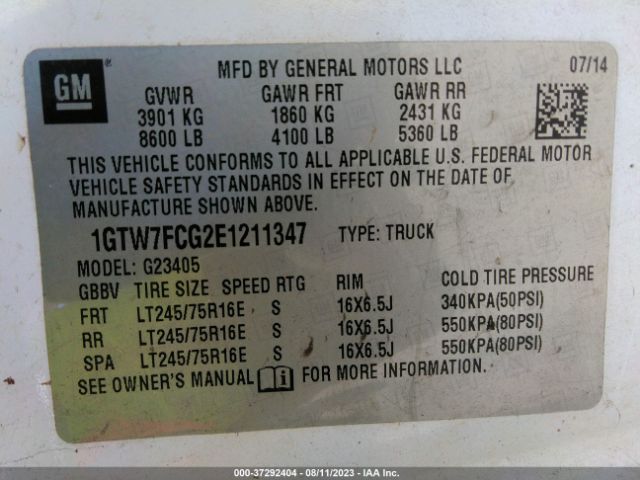 GM
MFD BY GENERAL MOTORS LLC 07/14
GVWR GAWR FRT GAWR RR
3901 KG 1860 KG 2431 KG
8600 LB 4100 LB 5360 LB
THIS VEHICLE CONFORMS TO ALL APPLICABLE U.S. FEDERAL MOTOR
VEHICLE SAFETY STANDARDS IN EFFECT ON THE DATE OF
MANUFACTURE SHOWN ABOVE.
1GTW7FCG2E1211347 TYPE: TRUCK
MODEL: G23405
GBBV TIRE SIZE SPEED RTG RIM COLD TIRE PRESSURE
FRT LT245/75R16E S 16X6.5J 340KPA(50PSI)
RR LT245/75R16E S 16X6.5J 550KPA(80PSI)
SPA LT245/75R16E S 16X6.5J 550KPA(80PSI)
SEE OWNER'S MANUAL FOR MORE INFORMATION.
000-37292404 - 08/11/2023 - IAA Inc.